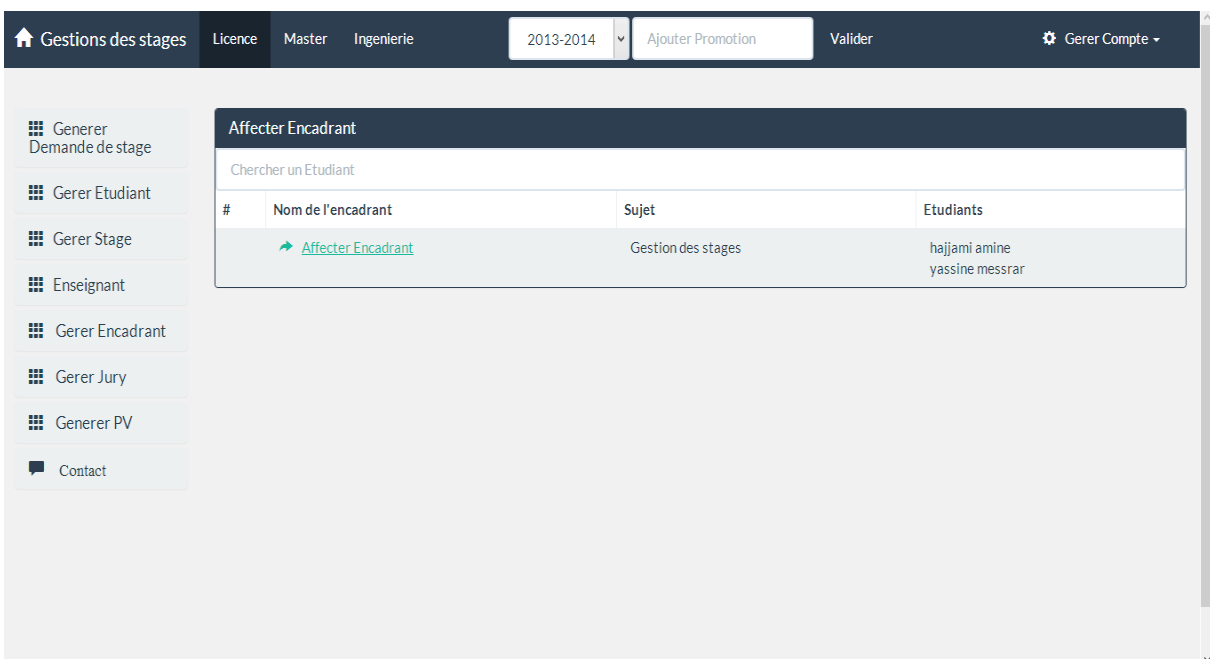 Gestions des stages Licence Master Ingenierie 2013-2014 Ajouter Promotion Valider Gerer Compte
Generer
Demande de stage
Gerer Etudiant
Gerer Stage
Enseignant
Gerer Encadrant
Gerer Jury
Generer PV
Contact
Affecter Encadrant
Chercher un Etudiant
# Nom de l'encadrant Sujet Etudiants
Affecter Encadrant Gestion des stages hajjami amine
yassine messrar